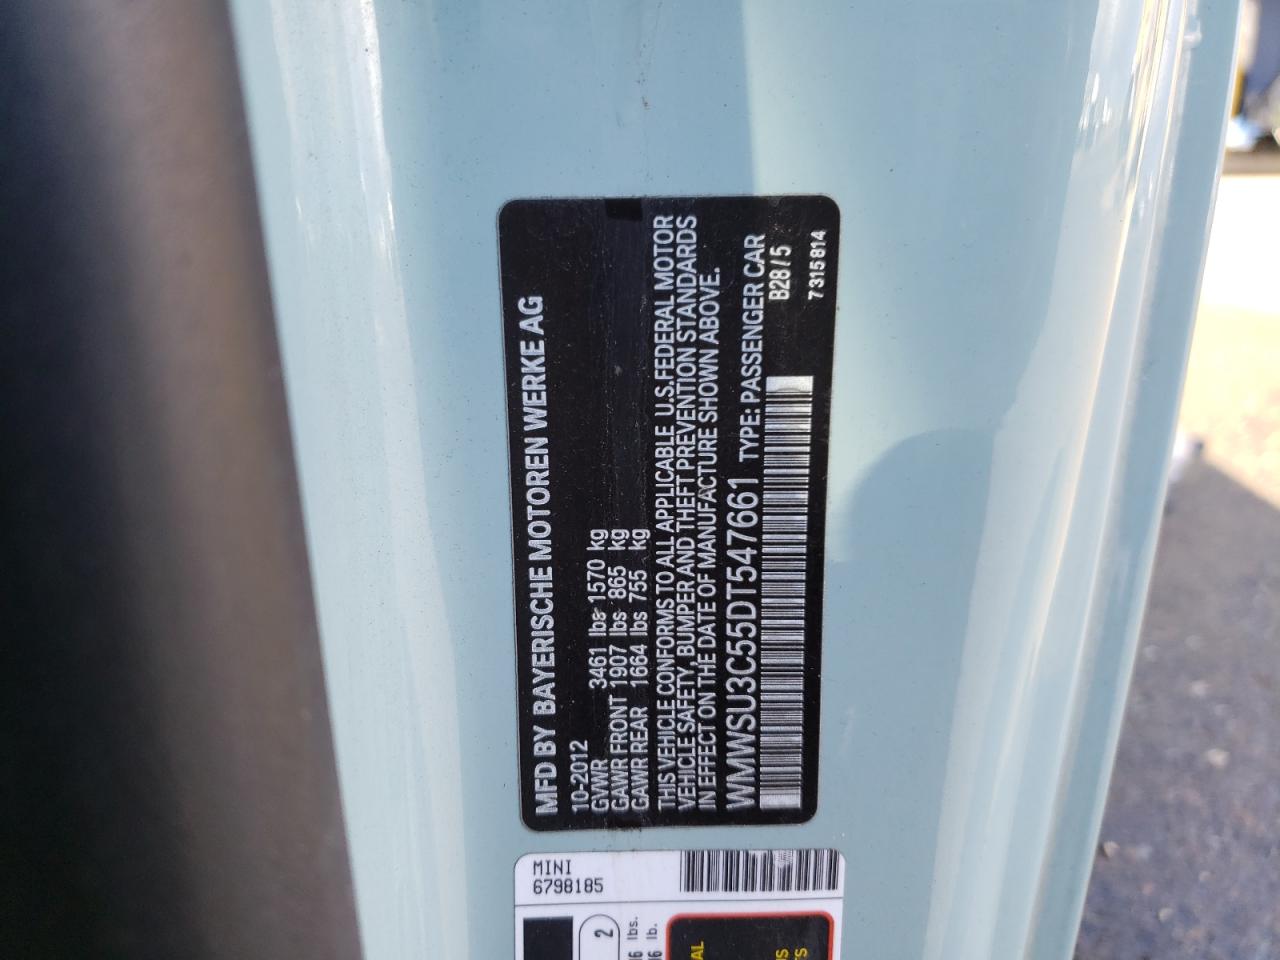 MFD BY BAYERISCHE MOTOREN WERKE AG
10-2012
GVWR 3461 lbs 1570 kg
GAWR FRONT 1907 lbs 865 kg
GAWR REAR 1664 lbs 755 kg
THIS VEHICLE CONFORMS TO ALL APPLICABLE U.S. FEDERAL MOTOR
VEHICLE SAFETY, BUMPER AND THEFT PREVENTION STANDARDS
IN EFFECT ON THE DATE OF MANUFACTURE SHOWN ABOVE.
WMWSU3C55DT547661 TYPE: PASSENGER CAR
B28/5
7315814
MINI
6798185
2
lbs.
lb.